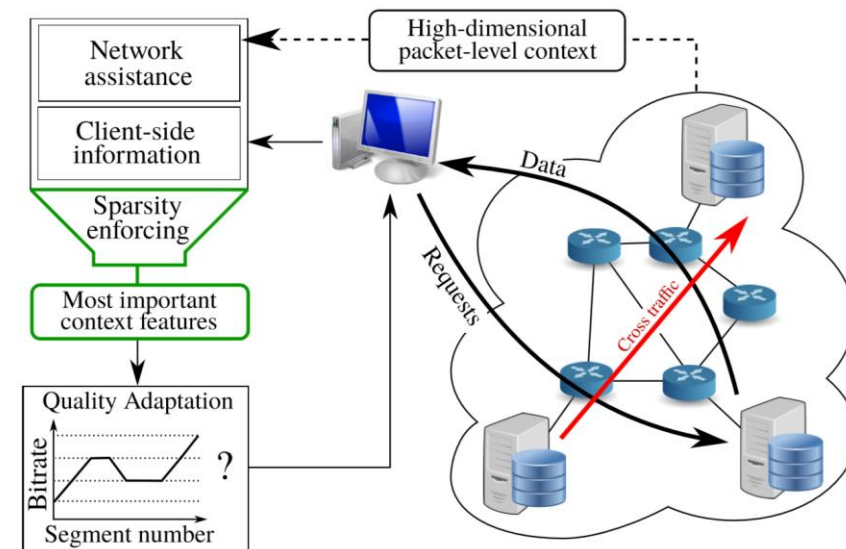 High-dimensional
packet-level context
Network
assistance
Client-side
information
Sparsity
enforcing
Most important
context features
Quality Adaptation
Bitrate
?
Segment number
Data
Requests
Cross traffic